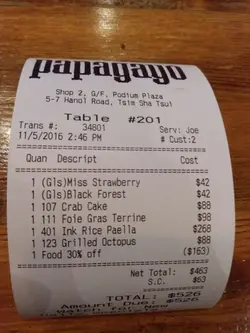 papagayo
Shop 2, G/F, Podium Plaza
5-7 Hanoi Road, Tsim Sha Tsui
Table #201
Trans #: 34801 Serv: Joe
11/5/2016 2:46 PM # Cust:2
Quan Descript Cost
1 (Gls)Miss Strawberry $42
1 (Gls)Black Forest $42
1 107 Crab Cake $88
1 111 Foie Gras Terrine $98
1 401 Ink Rice Paella $268
1 123 Grilled Octopus $88
1 Food 30% off ($163)
Net Total: $463
S.C. $63
TOTAL: $526
Amount Due: $526